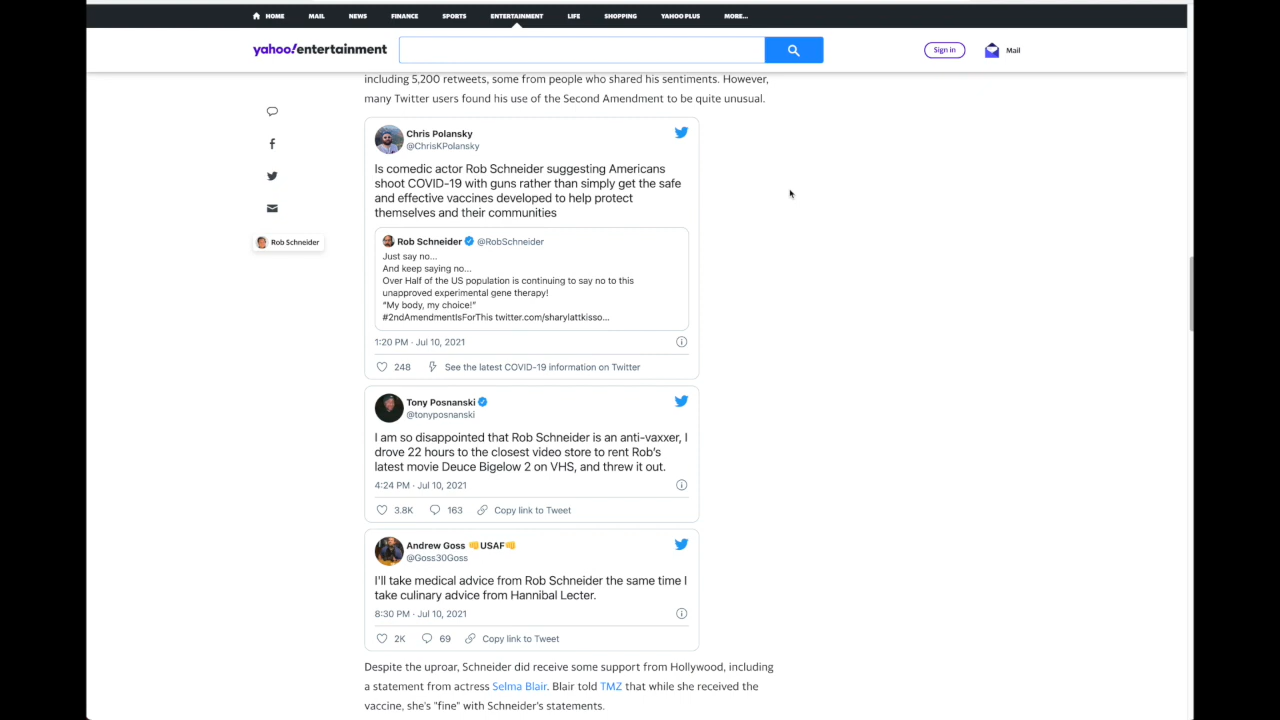 HOME MAIL NEWS FINANCE SPORTS ENTERTAINMENT LIFE SHOPPING YAHOO PLUS MORE...
yahoo!entertainment
Sign in
Mail
including 5,200 retweets, some from people who shared his sentiments. However,
many Twitter users found his use of the Second Amendment to be quite unusual.
Rob Schneider
Chris Polansky
@ChrisKPolansky
Is comedic actor Rob Schneider suggesting Americans
shoot COVID-19 with guns rather than simply get the safe
and effective vaccines developed to help protect
themselves and their communities
Rob Schneider @RobSchneider
Just say no...
And keep saying no...
Over Half of the US population is continuing to say no to this
unapproved experimental gene therapy!
“My body, my choice!”
#2ndAmendmentIsForThis twitter.com/sharylattkisso...
1:20 PM · Jul 10, 2021
248 See the latest COVID-19 information on Twitter
Tony Posnanski
@tonyposnanski
I am so disappointed that Rob Schneider is an anti-vaxxer, I
drove 22 hours to the closest video store to rent Rob’s
latest movie Deuce Bigelow 2 on VHS, and threw it out.
4:24 PM · Jul 10, 2021
3.8K 163 Copy link to Tweet
Andrew Goss 👊USAF👊
@Goss30Goss
I'll take medical advice from Rob Schneider the same time I
take culinary advice from Hannibal Lecter.
8:30 PM · Jul 10, 2021
2K 69 Copy link to Tweet
Despite the uproar, Schneider did receive some support from Hollywood, including
a statement from actress Selma Blair. Blair told TMZ that while she received the
vaccine, she's "fine" with Schneider's statements.